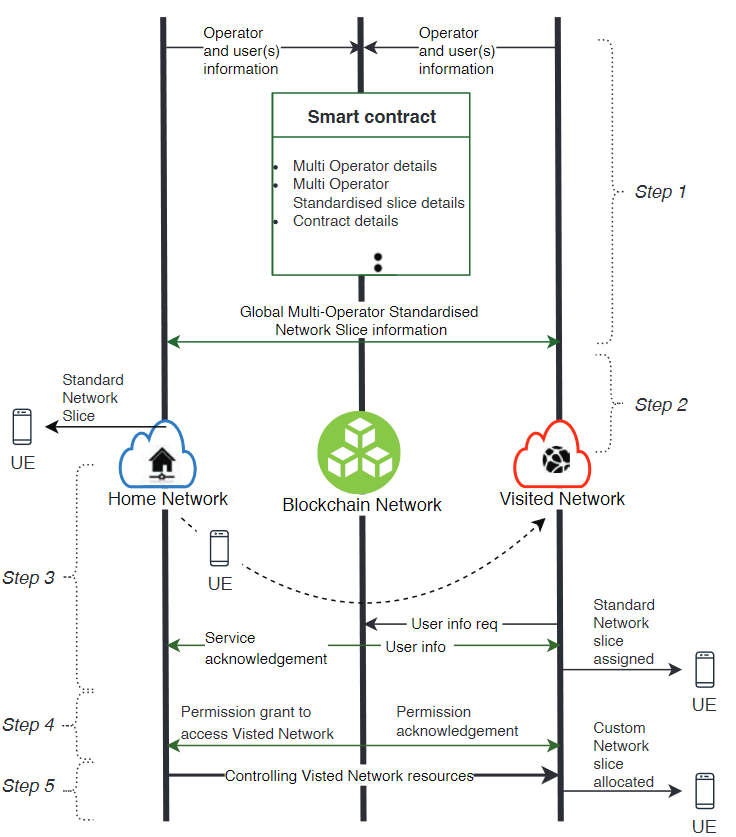 Operator
and user(s)
information
Operator
and user(s)
information
Smart contract
Multi Operator details
Multi Operator
Standardised slice details
Contract details
Step 1
Global Multi-Operator Standardised
Network Slice information
Standard
Network
Slice
UE
Step 2
Home Network
Blockchain Network
Visited Network
UE
Step 3
User info req
Service
acknowledgement
User info
Standard
Network
slice
assigned
UE
Step 4
Permission grant to
access Visted Network
Permission
acknowledgement
Step 5
Controlling Visted Network resources
Custom
Network
slice
allocated
UE